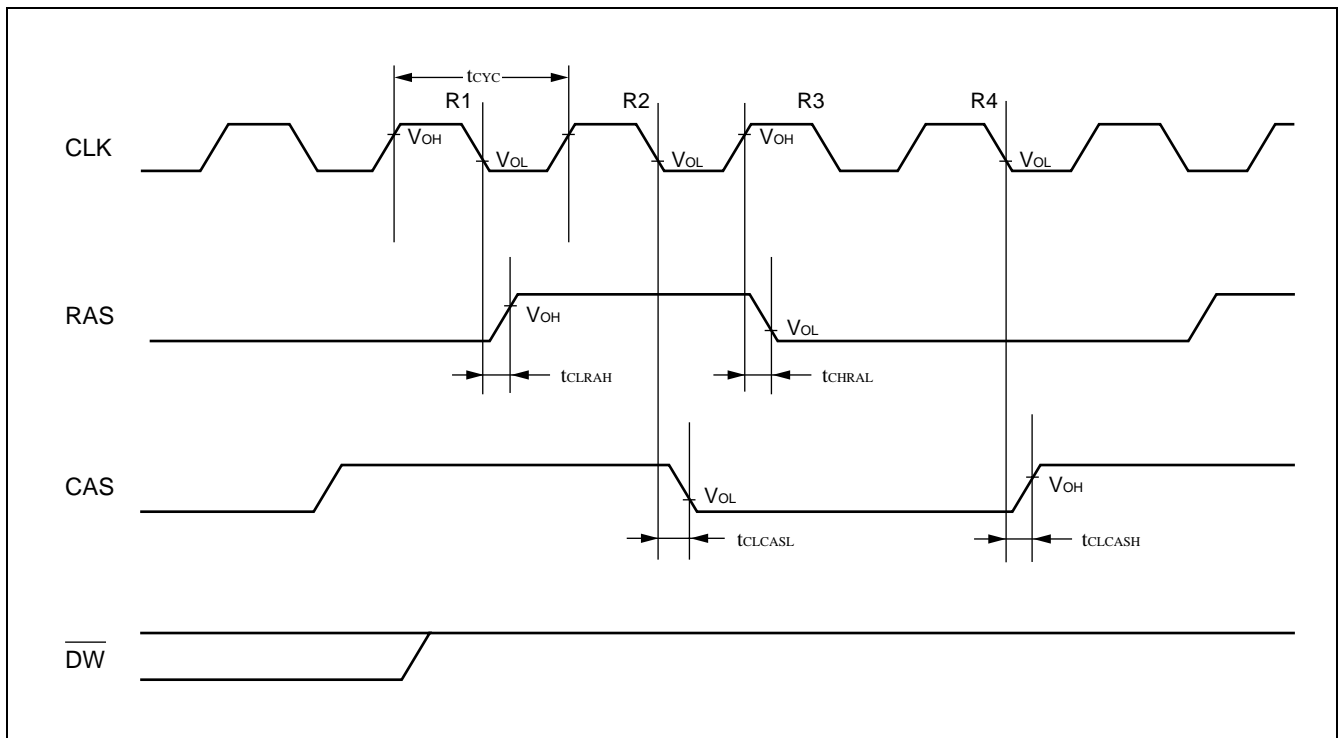 tCYC
R1 R2 R3 R4
CLK VOH VOL VOL VOH VOL
RAS VOH VOL
tCLRAH tCHRAL
CAS VOL VOH
tCLCASL tCLCASH
DW